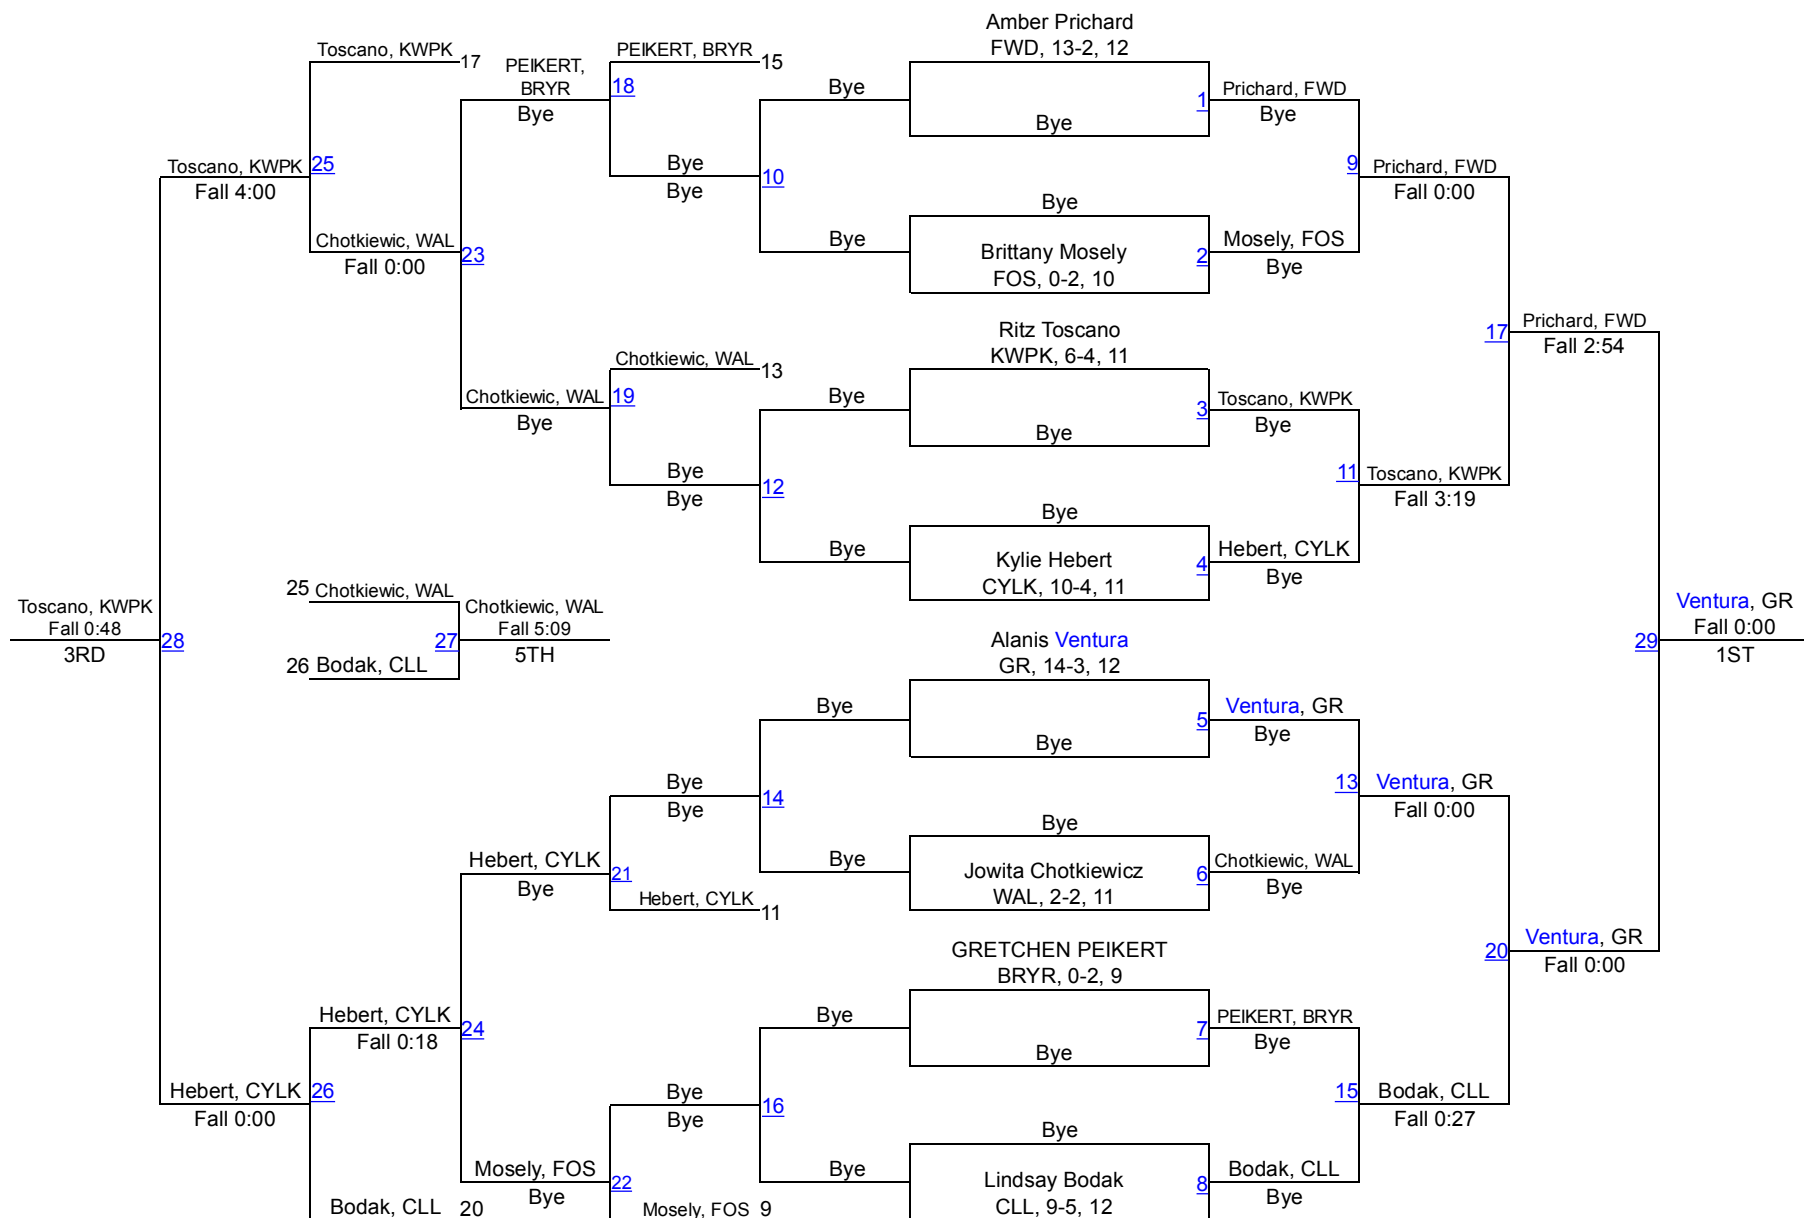 Amber Prichard
FWD, 13-2, 12
Toscano, KWPK
17
PEIKERT,
BRYR
Bye
PEIKERT, BRYR
15
18
Bye
Bye
1
Prichard, FWD
Bye
Toscano, KWPK
25
Fall 4:00
Bye
Bye
10
9
Prichard, FWD
Fall 0:00
Chotkiewic, WAL
Fall 0:00
23
Bye
Bye
Brittany Mosely
FOS, 0-2, 10
2
Mosely, FOS
Bye
Ritz Toscano
KWPK, 6-4, 11
17
Prichard, FWD
Fall 2:54
Chotkiewic, WAL
13
Chotkiewic, WAL
Bye
19
Bye
Bye
3
Toscano, KWPK
Bye
Bye
Bye
12
11
Toscano, KWPK
Fall 3:19
Bye
Bye
Kylie Hebert
CYLK, 10-4, 11
4
Hebert, CYLK
Bye
Toscano, KWPK
Fall 0:48
3RD
28
25
Chotkiewic, WAL
26
Bodak, CLL
27
Chotkiewic, WAL
Fall 5:09
5TH
29
Ventura, GR
Fall 0:00
1ST
Alanis Ventura
GR, 14-3, 12
Bye
Bye
5
Ventura, GR
Bye
Bye
Bye
14
13
Ventura, GR
Fall 0:00
Hebert, CYLK
Bye
21
Hebert, CYLK
11
Bye
Bye
Jowita Chotkiewicz
WAL, 2-2, 11
6
Chotkiewic, WAL
Bye
GRETCHEN PEIKERT
BRYR, 0-2, 9
20
Ventura, GR
Fall 0:00
Hebert, CYLK
Fall 0:18
24
Bye
Bye
7
PEIKERT, BRYR
Bye
Hebert, CYLK
Fall 0:00
26
Bye
Bye
16
15
Bodak, CLL
Fall 0:27
Bye
Mosely, FOS
Bye
22
Bye
Lindsay Bodak
CLL, 9-5, 12
8
Bodak, CLL
Bye
Bodak, CLL
20
Mosely, FOS
9